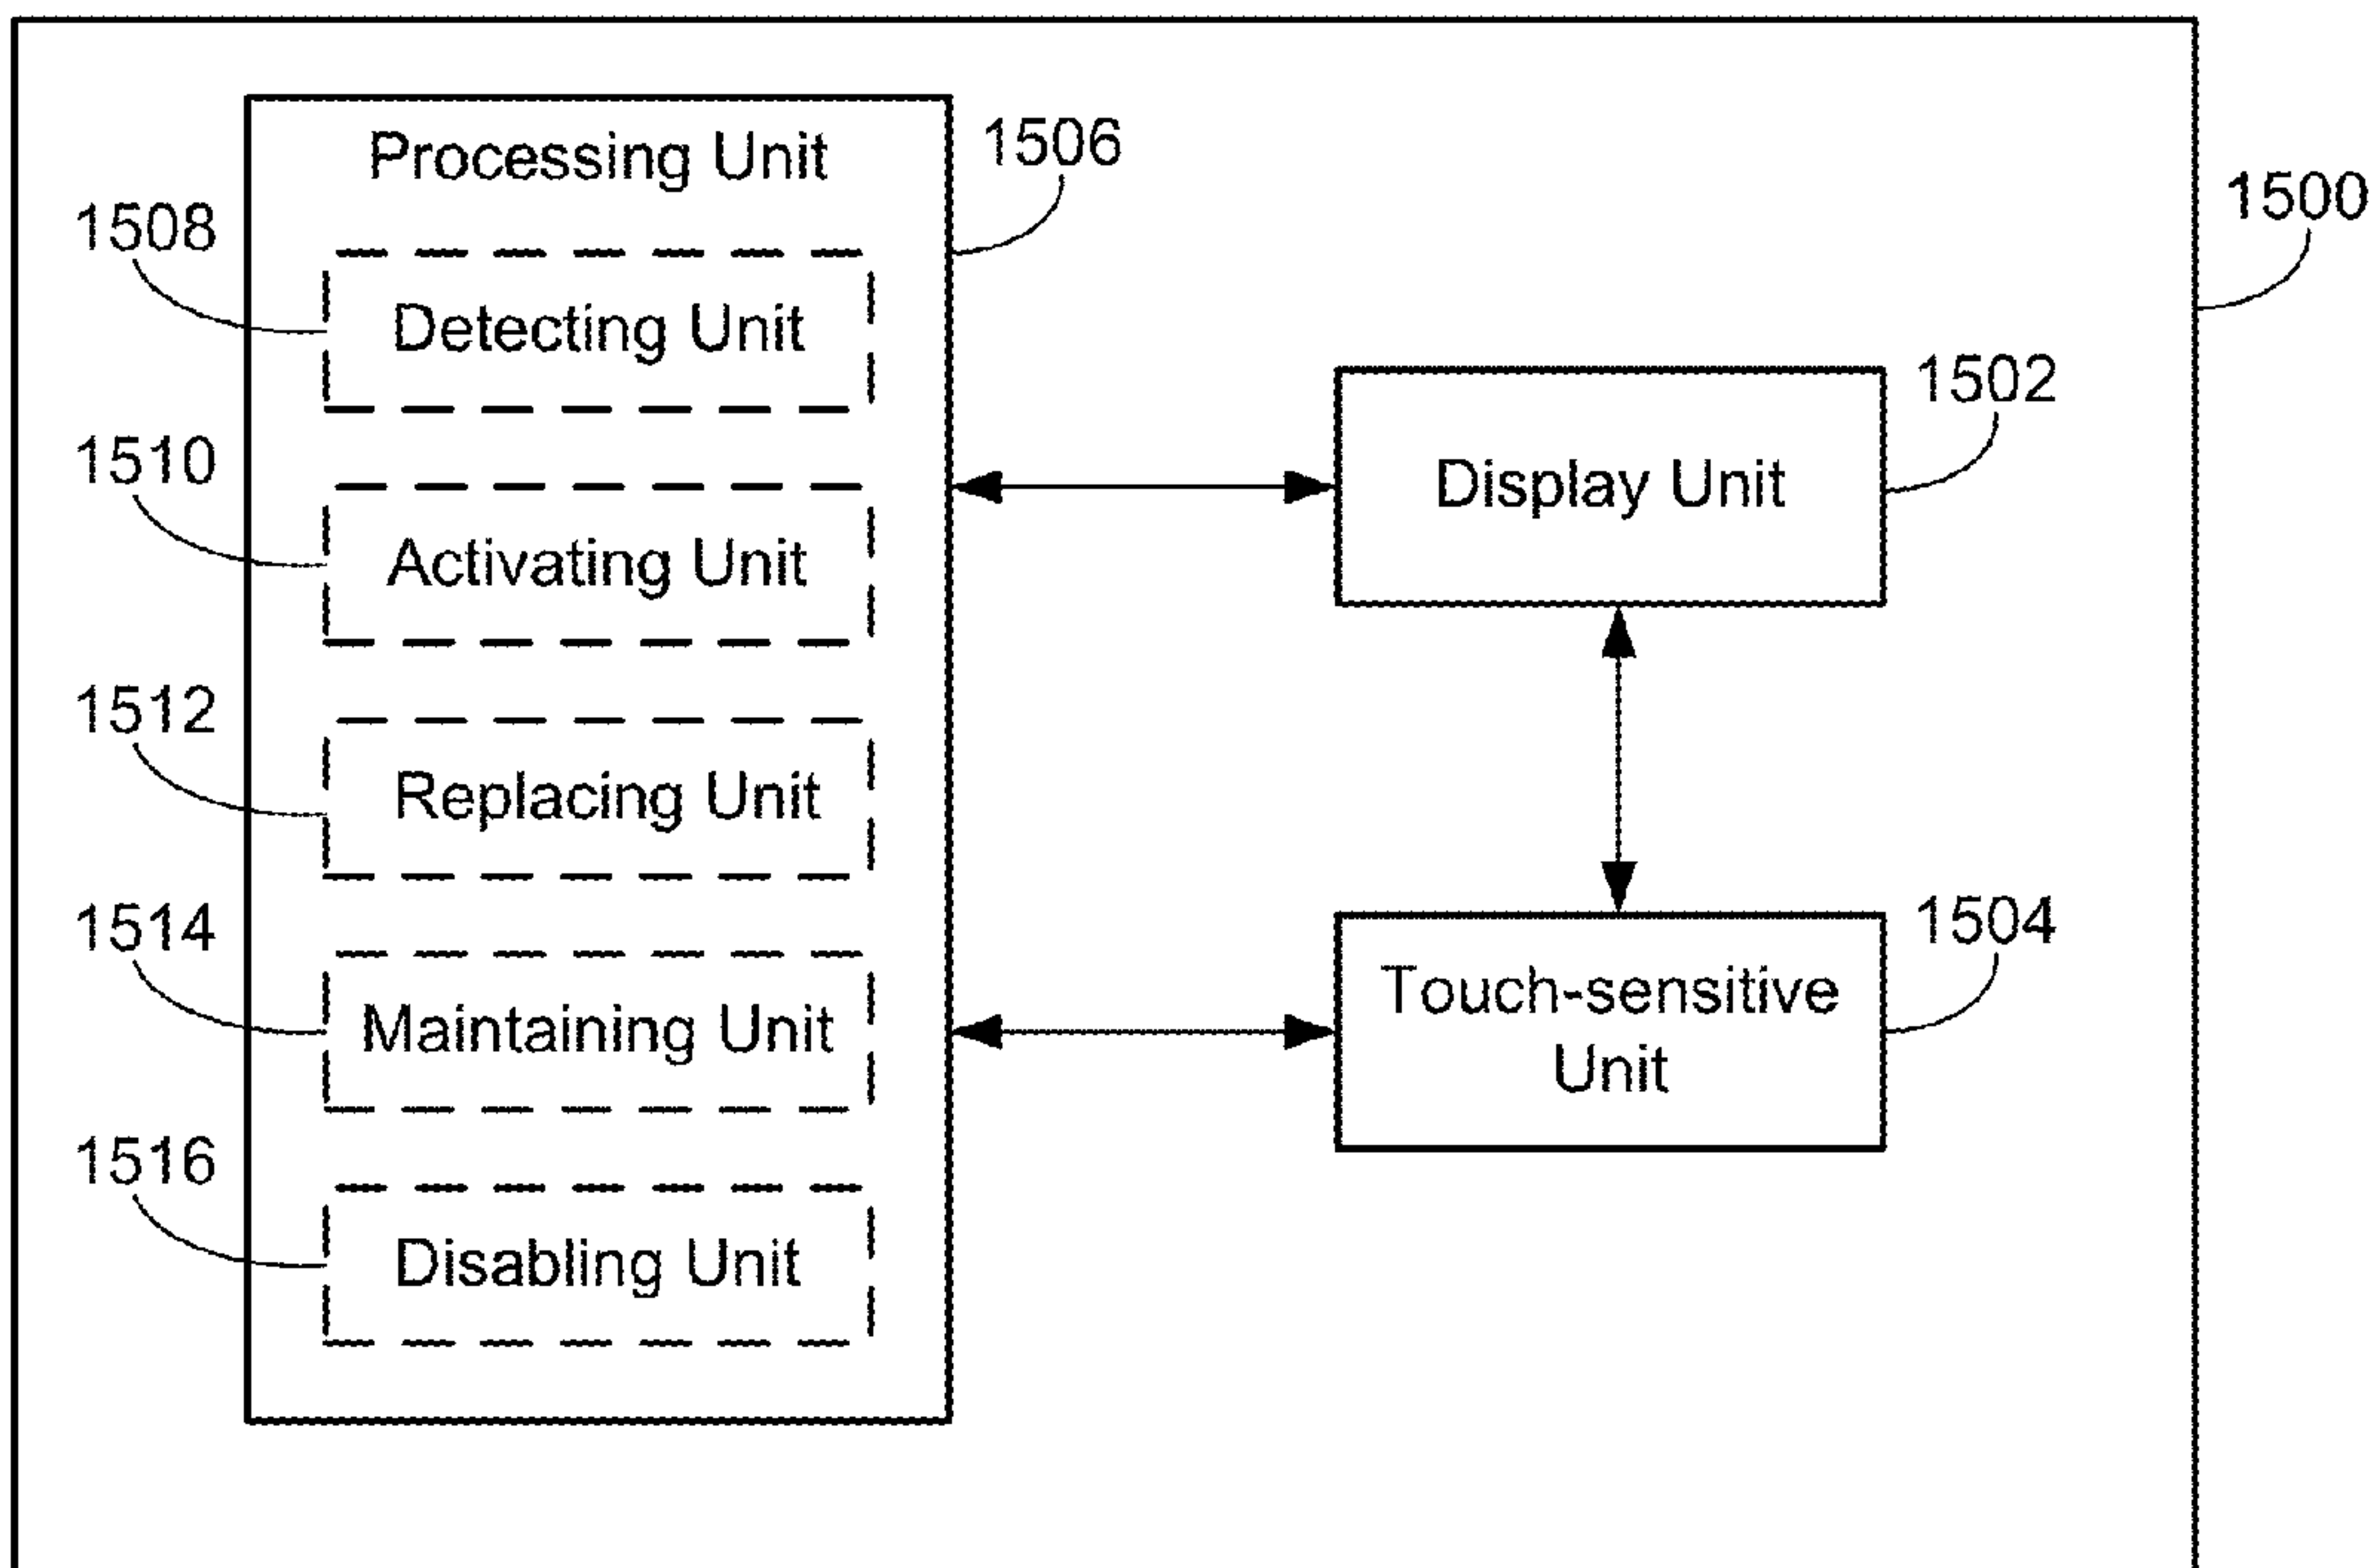 Processing Unit
1506
1500
1508
Detecting Unit
1502
1510
Display Unit
Activating Unit
1512
Replacing Unit
1514
1504
Maintaining Unit
Touch-sensitive
Unit
1516
Disabling Unit